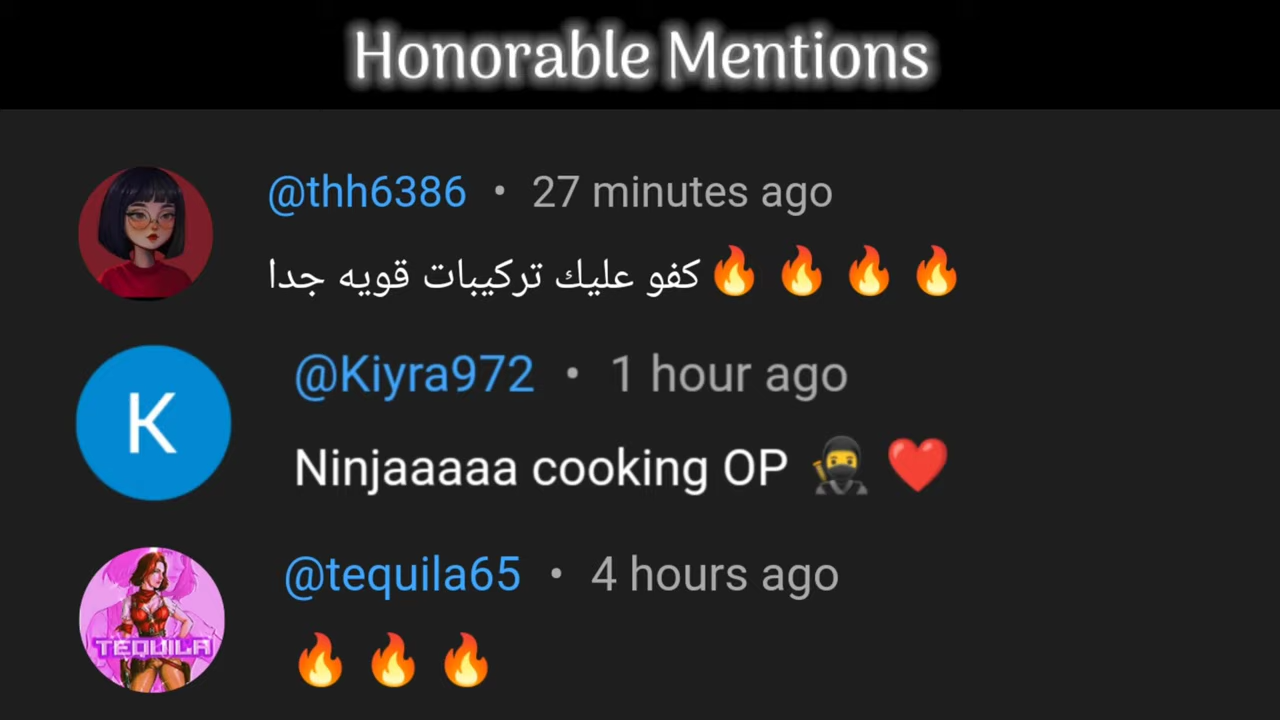 Honorable Mentions
@thh6386 • 27 minutes ago
كفو عليك تركيبات قويه جدا🔥🔥🔥🔥
@Kiyra972 • 1 hour ago
K
Ninjaaaaa cooking OP 🥷❤️
@tequila65 • 4 hours ago
TEQUILA
🔥🔥🔥